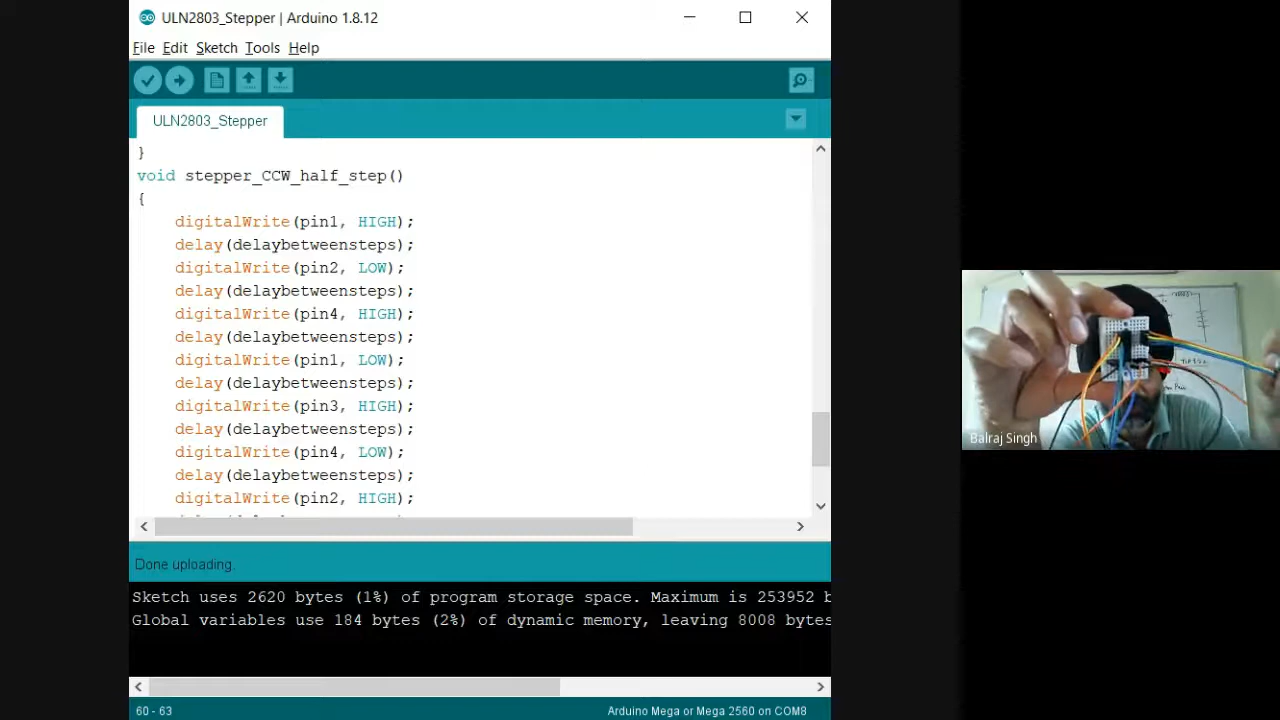 ULN2803_Stepper | Arduino 1.8.12
File Edit Sketch Tools Help
ULN2803_Stepper
}
void stepper_CCW_half_step()
{
digitalWrite(pin1, HIGH);
delay(delaybetweensteps);
digitalWrite(pin2, LOW);
delay(delaybetweensteps);
digitalWrite(pin4, HIGH);
delay(delaybetweensteps);
digitalWrite(pin1, LOW);
delay(delaybetweensteps);
digitalWrite(pin3, HIGH);
delay(delaybetweensteps);
digitalWrite(pin4, LOW);
delay(delaybetweensteps);
digitalWrite(pin2, HIGH);
Done uploading.
Sketch uses 2620 bytes (1%) of program storage space. Maximum is 253952 b
Global variables use 184 bytes (2%) of dynamic memory, leaving 8008 bytes
60 - 63
Arduino Mega or Mega 2560 on COM8
Balraj Singh